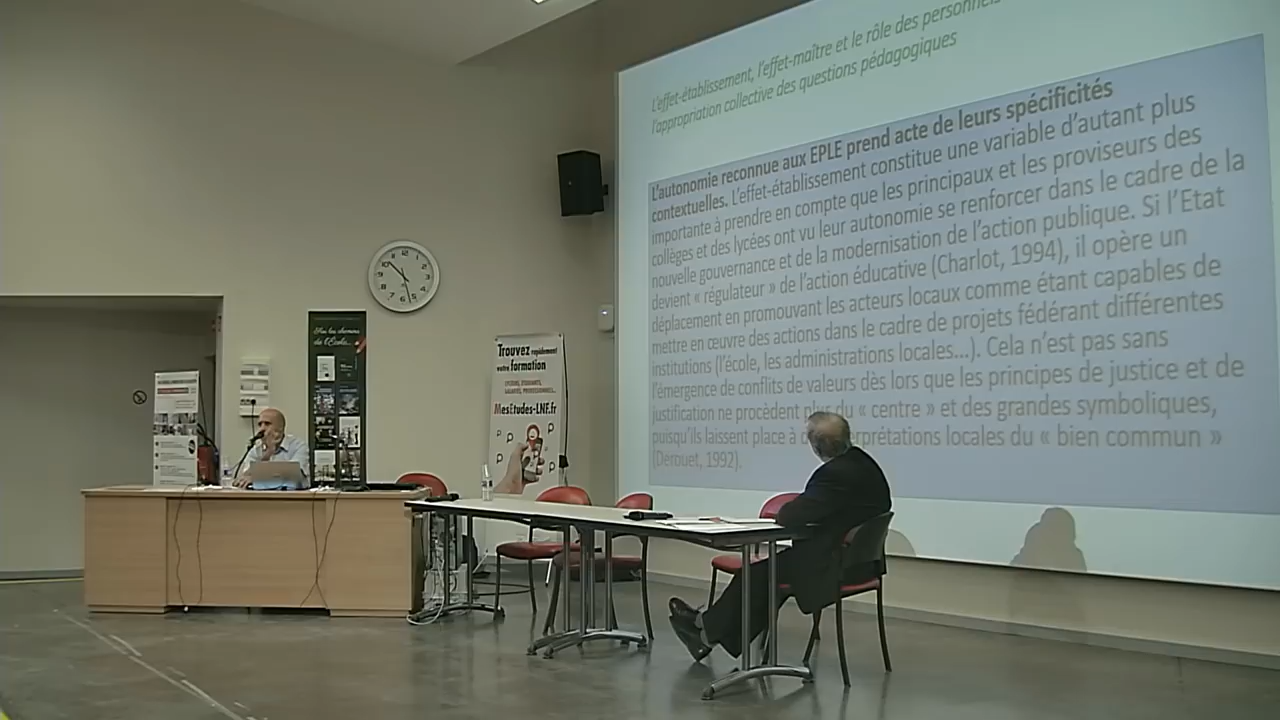 L'effet-établissement, l'effet-maître et le rôle des personnels
l'appropriation collective des questions pédagogiques
L'autonomie reconnue aux EPLE prend acte de leurs spécificités
contextuelles. L'effet-établissement constitue une variable d'autant plus
importante à prendre en compte que les principaux et les proviseurs des
collèges et des lycées ont vu leur autonomie se renforcer dans le cadre de la
nouvelle gouvernance et de la modernisation de l'action publique. Si l'Etat
devient « régulateur » de l'action éducative (Charlot, 1994), il opère un
déplacement en promouvant les acteurs locaux comme étant capables de
mettre en œuvre des actions dans le cadre de projets fédérant différentes
institutions (l'école, les administrations locales...). Cela n'est pas sans
l'émergence de conflits de valeurs dès lors que les principes de justice et de
justification ne procèdent plus du « centre » et des grandes symboliques,
puisqu'ils laissent place à locales du « bien commun »
(Derouet, 1992).
Sur les chemins
de l'École...
Trouvez rapidement
votre formation
MesEtudes-LNF.fr